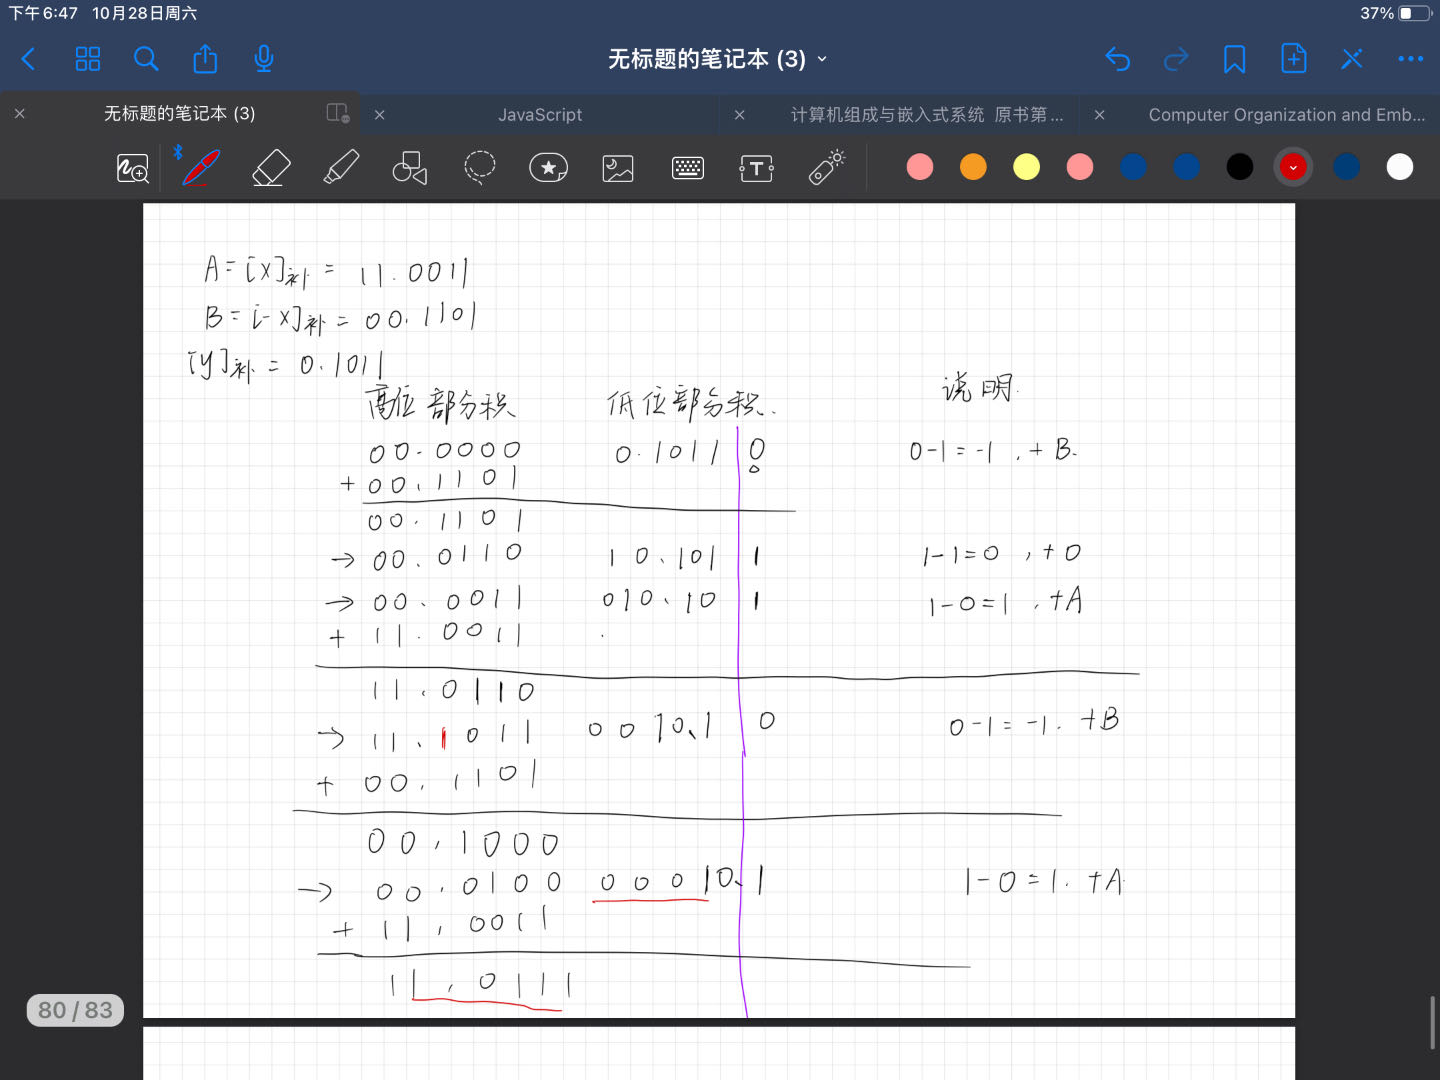 下午6:47 10月28日周六 37%
无标题的笔记本 (3)
无标题的笔记本 (3) JavaScript 计算机组成与嵌入式系统 原书第... Computer Organization and Emb...
A=[X]补 = 11.0011
B=[-X]补 = 00.1101
[y]补 = 0.1011
高位部分积 低位部分积. 说明.
00.0000 0.1011 0 0-1=-1 , +B.
+ 00.1101 0
00.1101
→ 00.0110 10.101 1 1-1=0 , +0
→ 00.0011 010.10 1 1-0=1 , +A
+ 11.0011
11.0110
→ 11.1011 0010.1 0 0-1=-1. +B
+ 00.1101
00.1000
→ 00.0100 00010.1 1-0=1. +A
+ 11.0011
11.0111
80 / 83